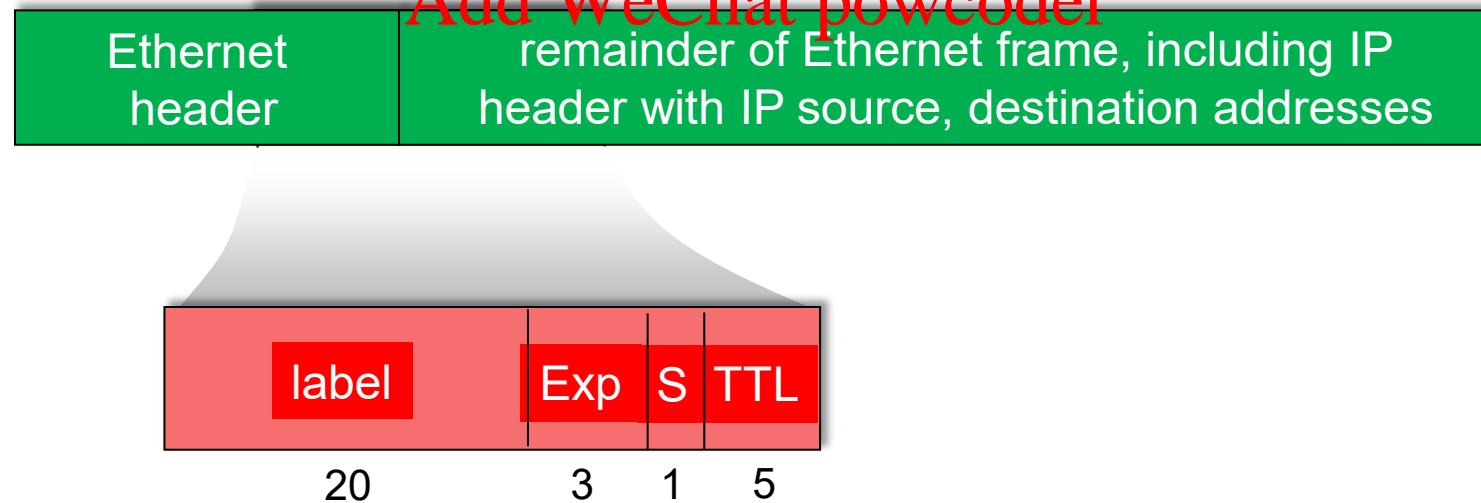 Add WeChat powcoder
Ethernet
header
remainder of Ethernet frame, including IP
header with IP source, destination addresses
label
Exp
S
TTL
20
3
1
5